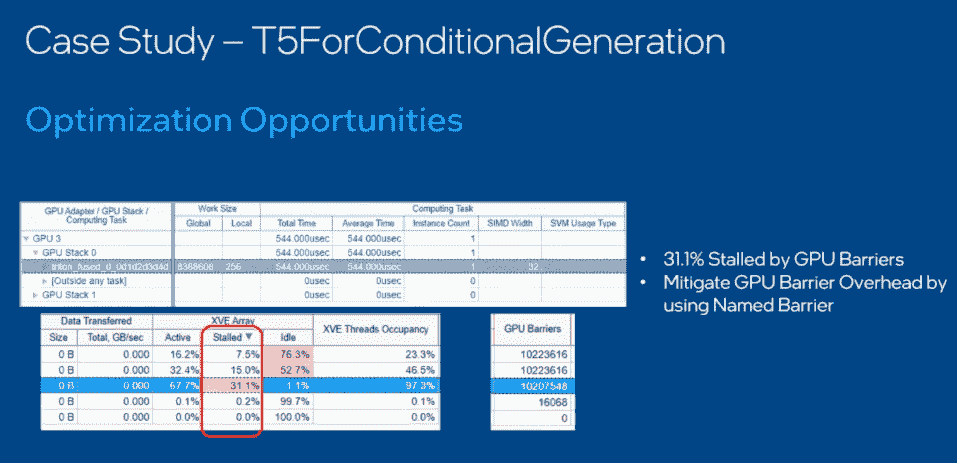 Case Study – T5ForConditionalGeneration
Optimization Opportunities
GPU Adapter / GPU Stack / Computing Task
Work Size
Computing Task
Global Local Total Time Average Time Instance Count SIMD Width SVM Usage Type
GPU 3 544.000usec 544.000usec 1
GPU Stack 0 544.000usec 544.000usec 1
triton_fused_0_0d1d2d3d4d 8388608 256 544.000usec 544.000usec 1 32
[Outside any task] 0usec 0usec 0
GPU Stack 1 0usec 0usec 0
• 31.1% Stalled by GPU Barriers
• Mitigate GPU Barrier Overhead by
using Named Barrier
Data Transferred XVE Array XVE Threads Occupancy GPU Barriers
Size Total, GB/sec Active Stalled Idle
0 B 0.000 16.2% 7.5% 76.3% 23.3% 10223616
0 B 0.000 32.4% 15.0% 52.7% 46.5% 10223616
0 B 0.000 67.7% 31.1% 1.1% 97.3% 10207548
0 B 0.000 0.1% 0.2% 99.7% 0.1% 16068
0 B 0.000 0.0% 0.0% 100.0% 0.0% 0